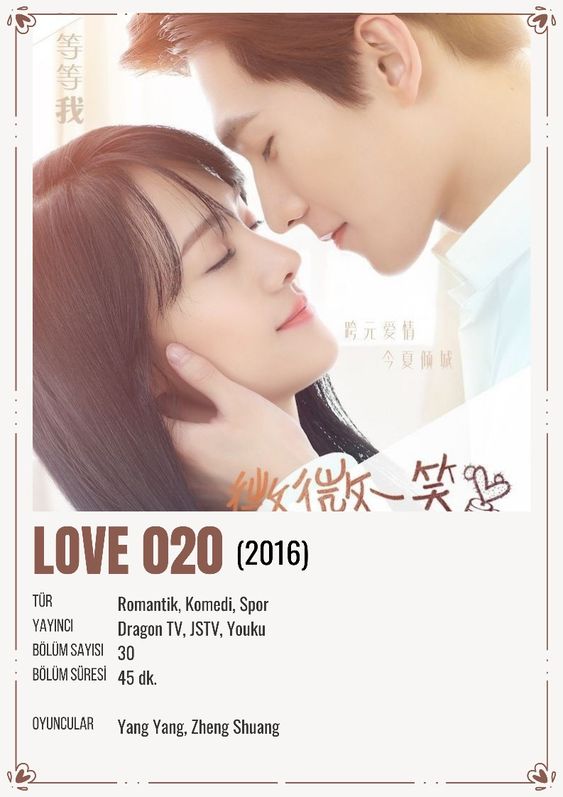 等等我
跨元爱情
今夏倾城
微微一笑
LOVE 020 (2016)
TÜR Romantik, Komedi, Spor
YAYINCI Dragon TV, JSTV, Youku
BÖLÜM SAYISI 30
BÖLÜM SÜRESİ 45 dk.
OYUNCULAR Yang Yang, Zheng Shuang